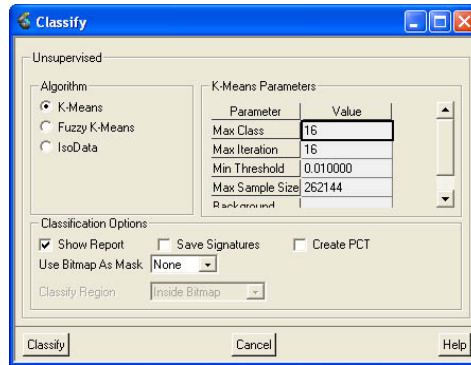 Classify
Unsupervised
Algorithm
K-Means
Fuzzy K-Means
IsoData
K-Means Parameters
Parameter Value
Max Class 16
Max Iteration 16
Min Threshold 0.010000
Max Sample Size 262144
Background
Classification Options
Show Report Save Signatures Create PCT
Use Bitmap As Mask None
Classify Region Inside Bitmap
Classify Cancel Help